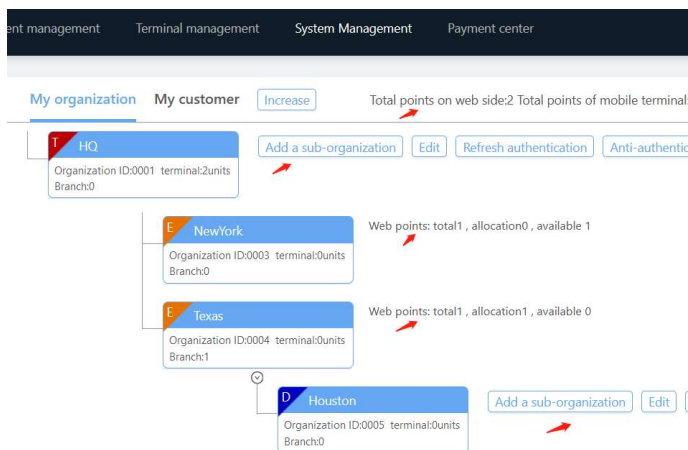 ent management Terminal management System Management Payment center
My organization My customer Increase Total points on web side:2 Total points of mobile terminal:
T HQ Add a sub-organization Edit Refresh authentication Anti-authentic
Organization ID:0001 terminal:2units
Branch:0
E NewYork Web points: total1 , allocation0 , available 1
Organization ID:0003 terminal:0units
Branch:0
E Texas Web points: total1 , allocation1 , available 0
Organization ID:0004 terminal:0units
Branch:1
D Houston Add a sub-organization Edit
Organization ID:0005 terminal:0units
Branch:0